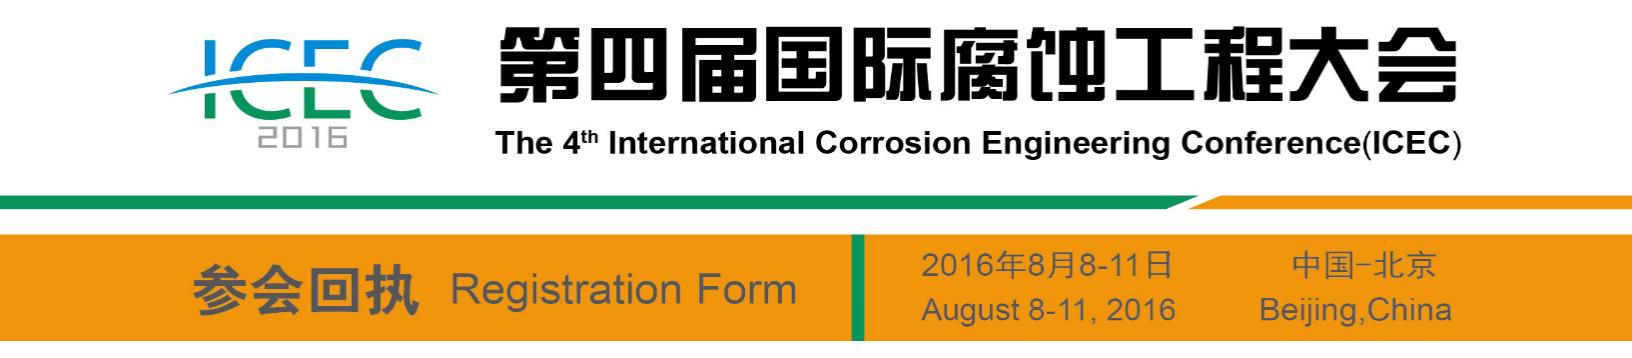 ICEC
2016
第四届国际腐蚀工程大会
The 4th International Corrosion Engineering Conference(ICEC)
参会回执 Registration Form
2016年8月8-11日 中国-北京
August 8-11, 2016 Beijing,China